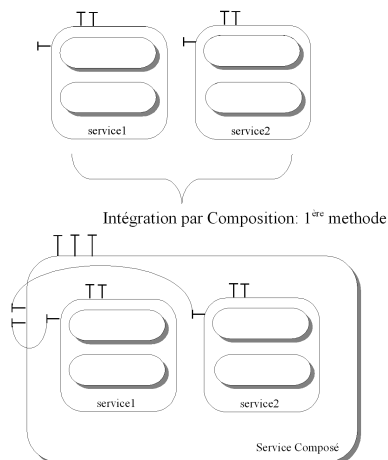 service1
service2
Intégration par Composition: 1ère methode
service1
service2
Service Composé